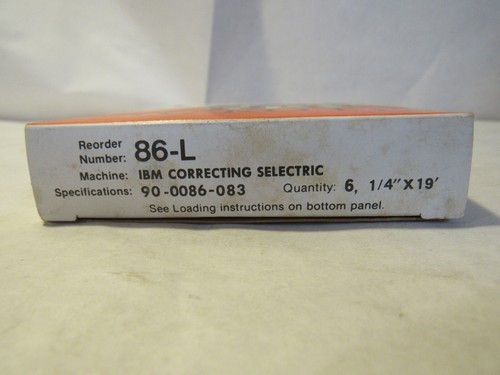 Reorder
Number: 86-L
Machine: IBM CORRECTING SELECTRIC
Specifications: 90-0086-083 Quantity: 6, 1/4" X 19'
See Loading instructions on bottom panel.